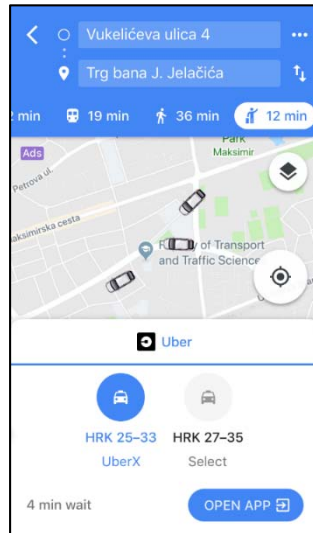 Vukelićeva ulica 4
Trg bana J. Jelačića
min 19 min 36 min 12 min
Ads
Park
Maksimir
Petrova ul.
aksimirska cesta
of Transport
and Traffic Science
Uber
HRK 25–33 HRK 27–35
UberX Select
4 min wait OPEN APP